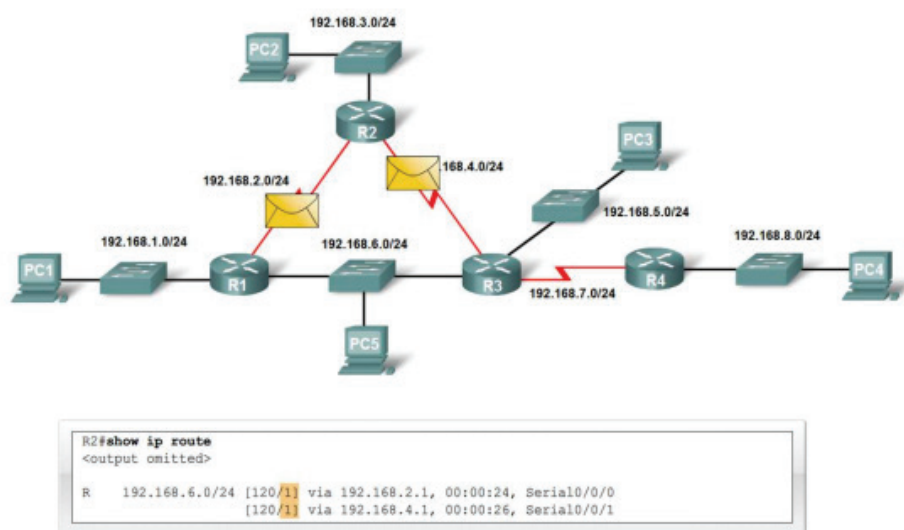 192.168.3.0/24
PC2
R2
PC3
192.168.2.0/24
.168.4.0/24
192.168.5.0/24
192.168.1.0/24
192.168.6.0/24
192.168.8.0/24
PC1
R1
R3
R4
PC4
192.168.7.0/24
PC5
R2#show ip route
<output omitted>
R 192.168.6.0/24 [120/1] via 192.168.2.1, 00:00:24, Serial0/0/0
[120/1] via 192.168.4.1, 00:00:26, Serial0/0/1